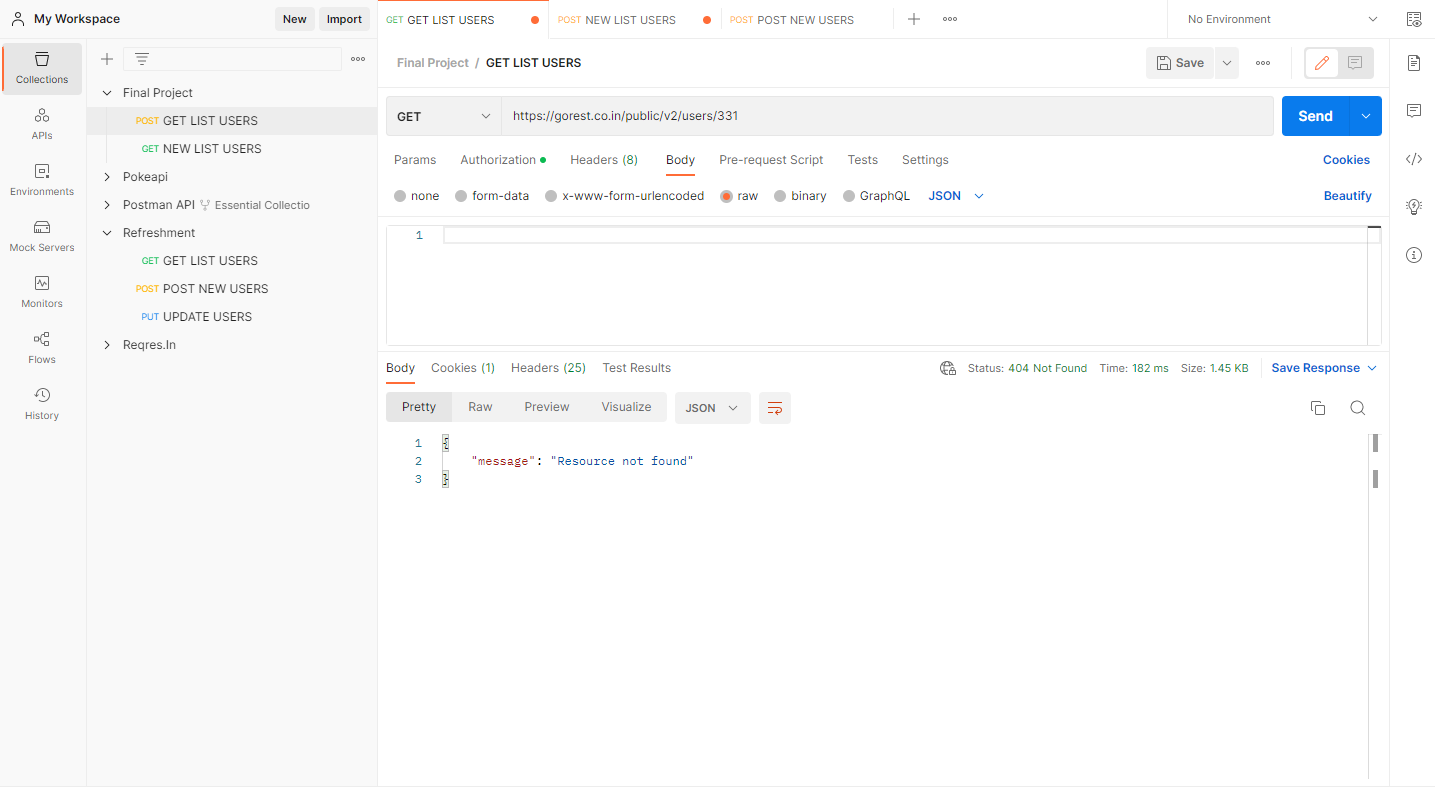 My Workspace
New
Import
GET GET LIST USERS
POST NEW LIST USERS
POST POST NEW USERS
No Environment
Collections
APIs
Environments
Mock Servers
Monitors
Flows
History
Final Project
POST GET LIST USERS
GET NEW LIST USERS
Pokeapi
Postman API Essential Collectio
Refreshment
GET GET LIST USERS
POST POST NEW USERS
PUT UPDATE USERS
Reqres.In
Final Project / GET LIST USERS
Save
GET
https://gorest.co.in/public/v2/users/331
Send
Params Authorization Headers (8) Body Pre-request Script Tests Settings
Cookies
none form-data x-www-form-urlencoded raw binary GraphQL JSON
Beautify
1
Body Cookies (1) Headers (25) Test Results
Status: 404 Not Found Time: 182 ms Size: 1.45 KB
Save Response
Pretty Raw Preview Visualize JSON
1 {
2 "message": "Resource not found"
3 }